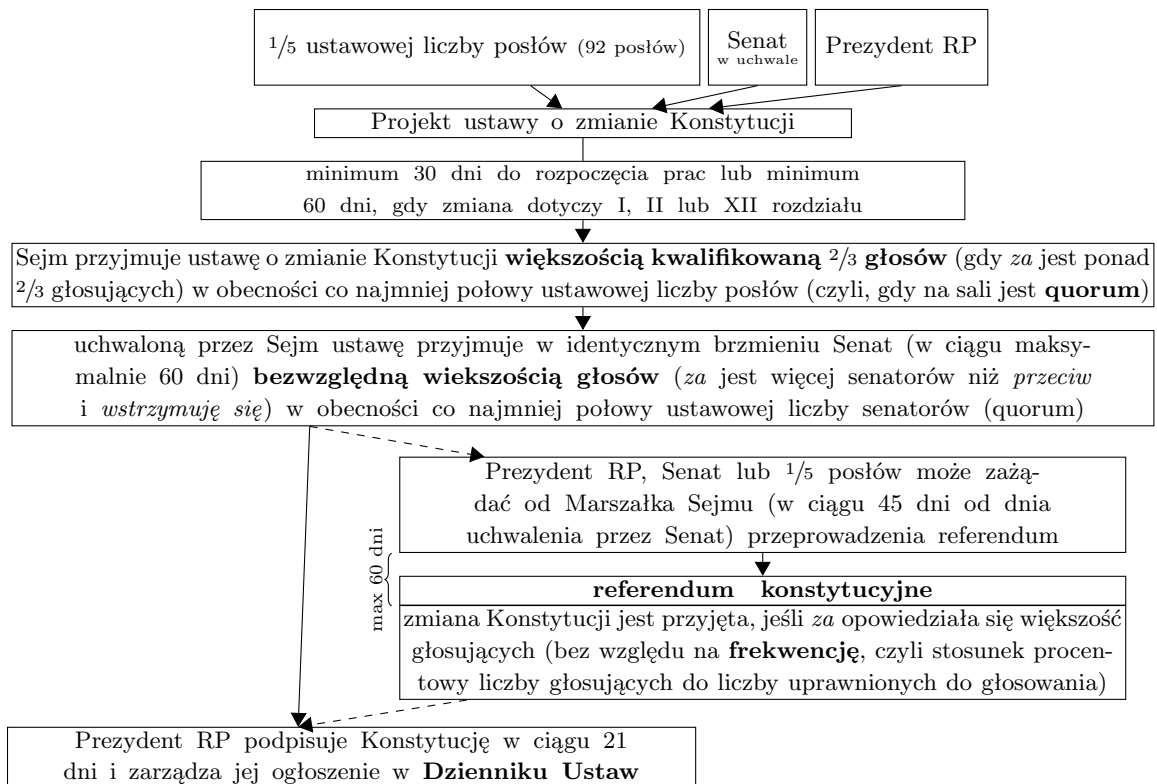 1/5 ustawowej liczby posłów (92 posłów)
Senat
w uchwale
Prezydent RP
Projekt ustawy o zmianie Konstytucji
minimum 30 dni do rozpoczęcia prac lub minimum
60 dni, gdy zmiana dotyczy I, II lub XII rozdziału
Sejm przyjmuje ustawę o zmianie Konstytucji większością kwalifikowaną 2/3 głosów (gdy za jest ponad
2/3 głosujących) w obecności co najmniej połowy ustawowej liczby posłów (czyli, gdy na sali jest quorum)
uchwaloną przez Sejm ustawę przyjmuje w identycznym brzmieniu Senat (w ciągu maksy-
malnie 60 dni) bezwzględną wiekszością głosów (za jest więcej senatorów niż przeciw
i wstrzymuję się) w obecności co najmniej połowy ustawowej liczby senatorów (quorum)
Prezydent RP, Senat lub 1/5 posłów może zażą-
dać od Marszałka Sejmu (w ciągu 45 dni od dnia
uchwalenia przez Senat) przeprowadzenia referendum
max 60 dni
referendum konstytucyjne
zmiana Konstytucji jest przyjęta, jeśli za opowiedziała się większość
głosujących (bez względu na frekwencję, czyli stosunek procen-
towy liczby głosujących do liczby uprawnionych do głosowania)
Prezydent RP podpisuje Konstytucję w ciągu 21
dni i zarządza jej ogłoszenie w Dzienniku Ustaw